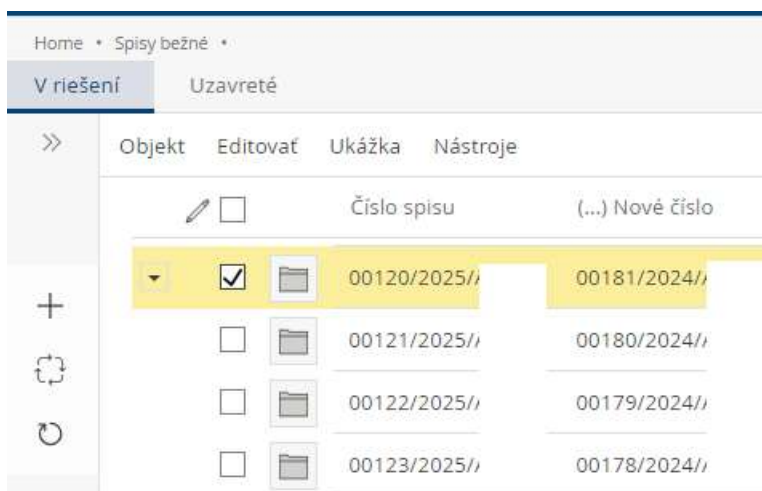 Home • Spisy bežné •
V riešení Uzavreté
Objekt Editovať Ukážka Nástroje
Číslo spisu (...) Nové číslo
00120/2025// 00181/2024//
00121/2025// 00180/2024//
00122/2025// 00179/2024//
00123/2025// 00178/2024//